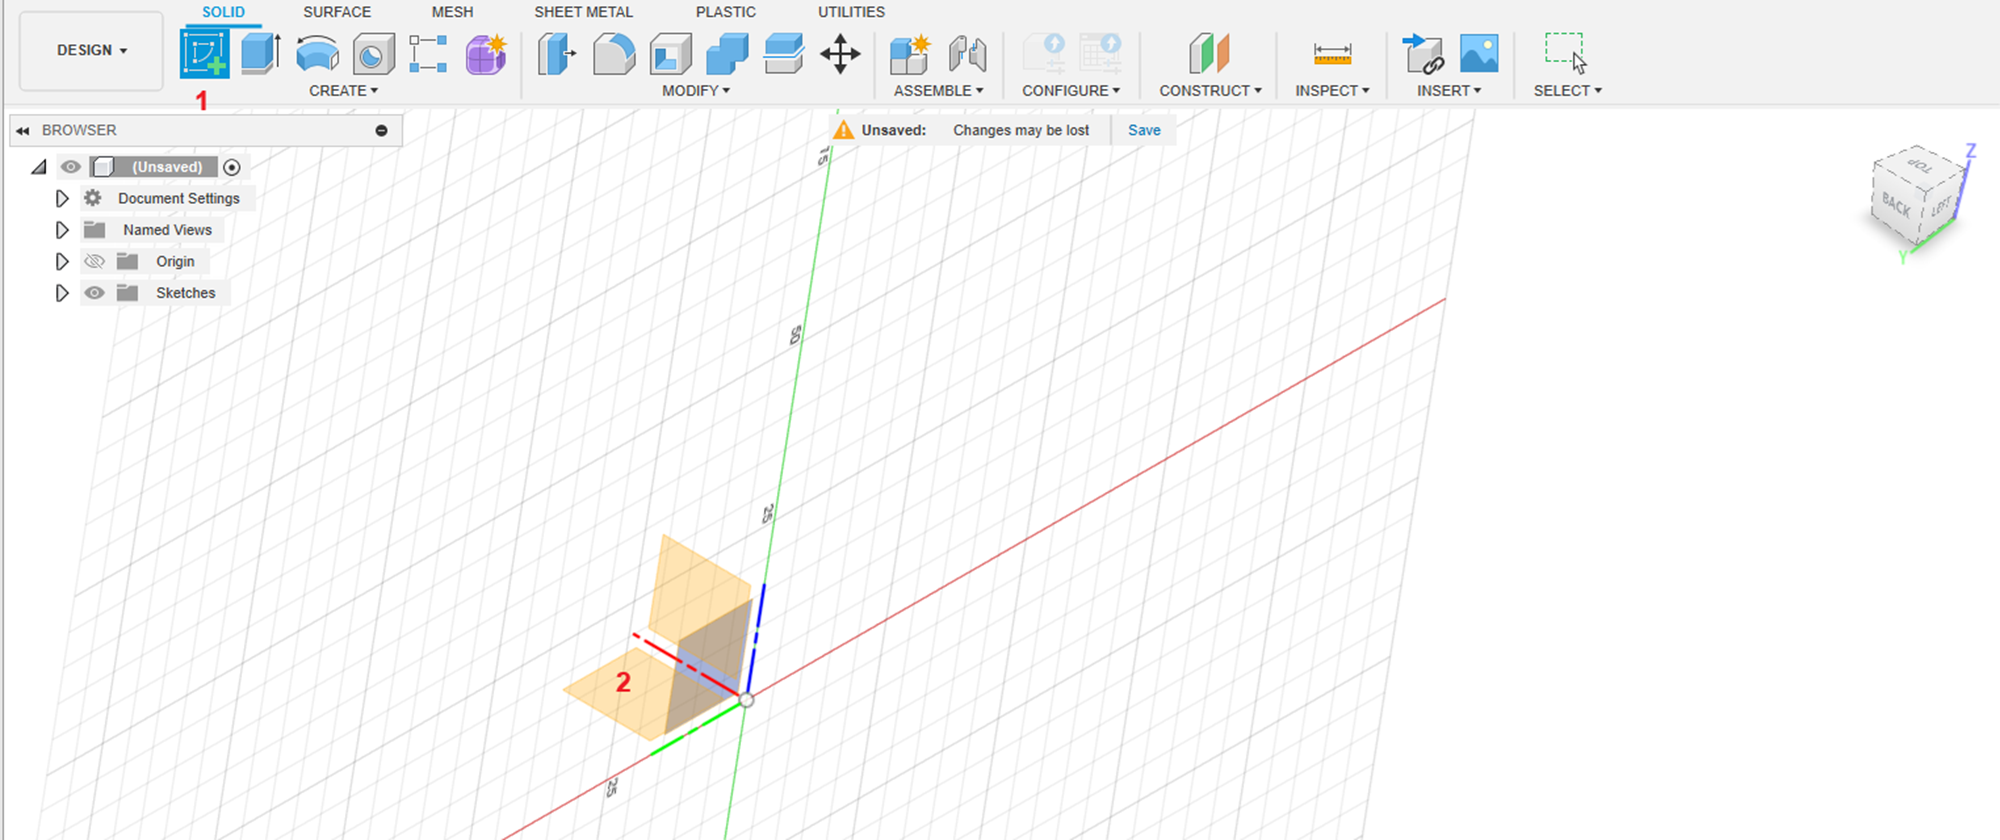 SOLID SURFACE MESH SHEET METAL PLASTIC UTILITIES
DESIGN
CREATE MODIFY ASSEMBLE CONFIGURE CONSTRUCT INSPECT INSERT SELECT
1
BROWSER
Unsaved: Changes may be lost Save
(Unsaved)
Document Settings
Named Views
Origin
Sketches
75
50
25
2
25
TOP
BACK
LEFT
Z
Y